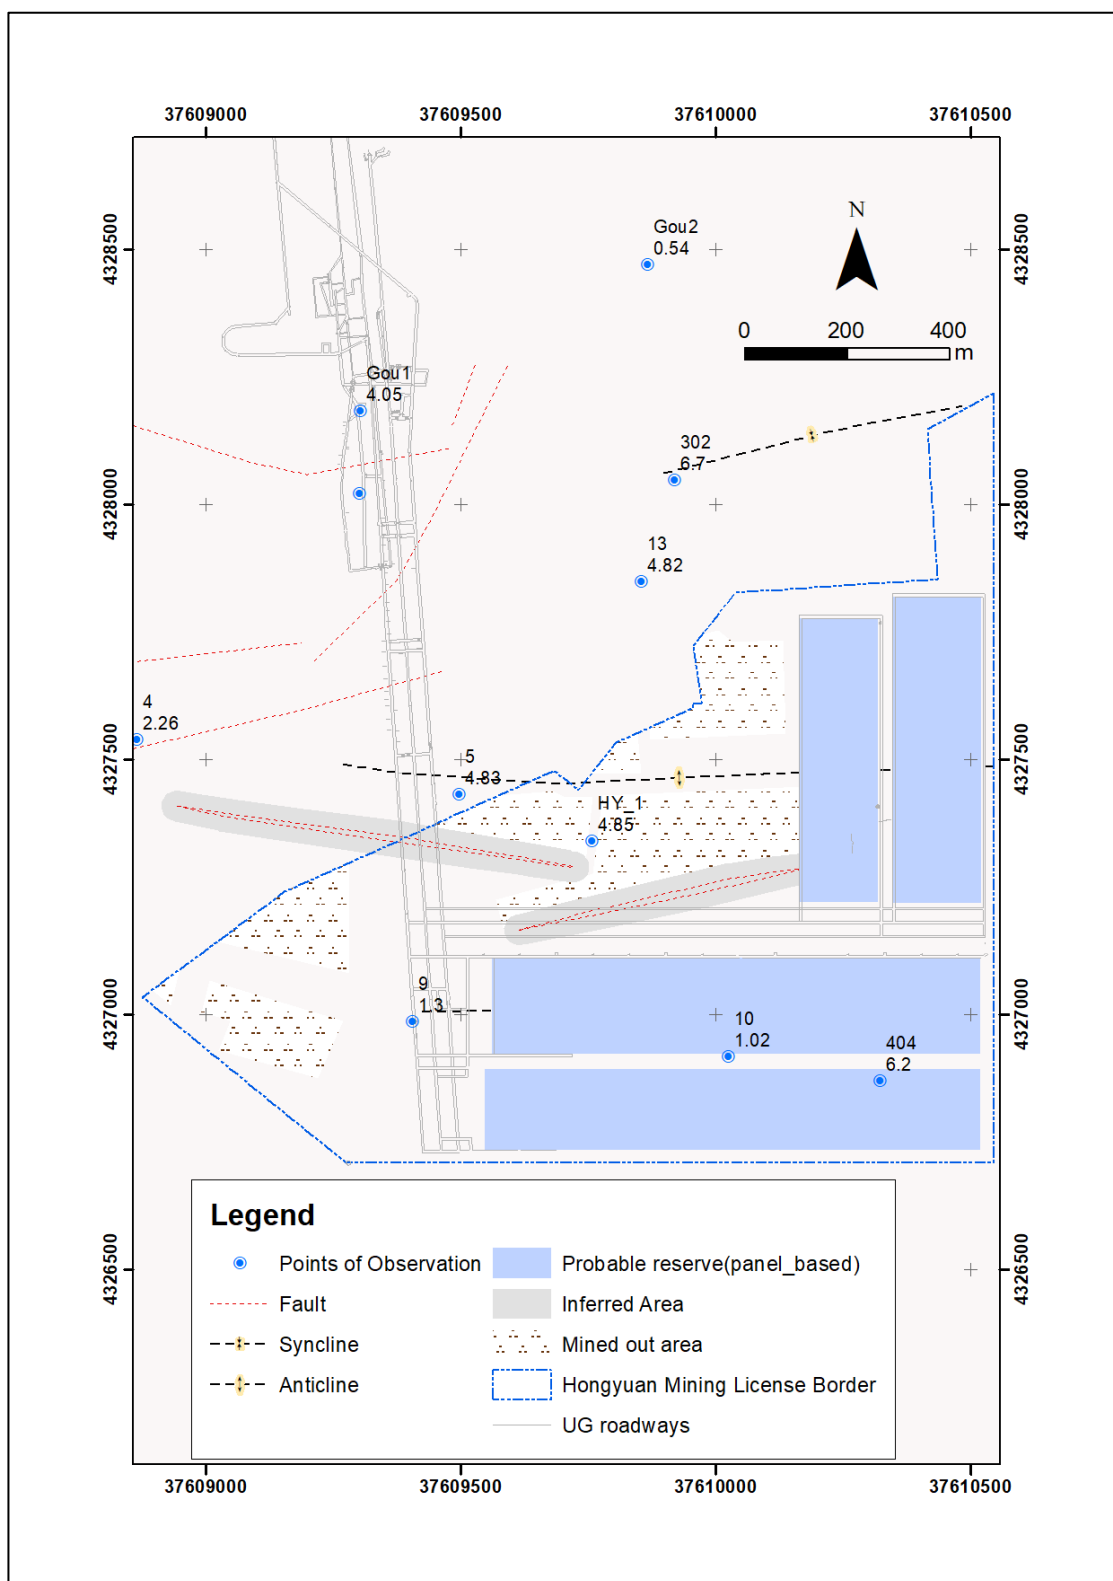 37609000 37609500 37610000 37610500
N
4328500
4328500
Gou2
0.54
0 200 400
m
Gou1
4.05
302
6.7
4328000
4328000
13
4.82
4
2.26
4327500
4327500
5
4.83
HY_1
4.85
4327000
4327000
9
1.3
10
1.02
404
6.2
4326500
4326500
Legend
Points of Observation
Fault
Syncline
Anticline
Probable reserve(panel_based)
Inferred Area
Mined out area
Hongyuan Mining License Border
UG roadways
37609000 37609500 37610000 37610500